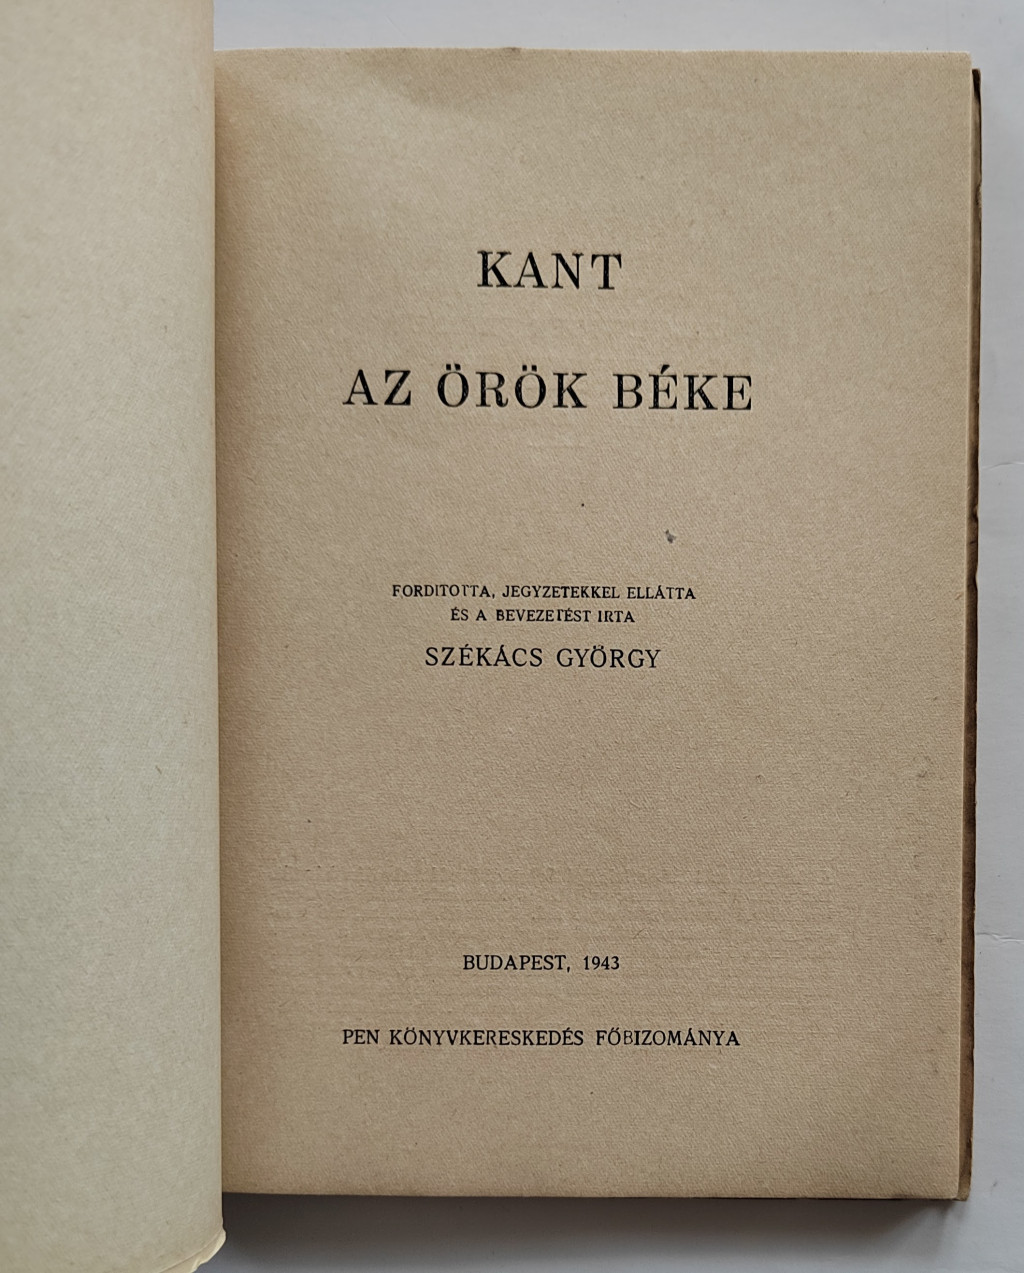 KANT
AZ ÖRÖK BÉKE
FORDITOTTA, JEGYZETEKKEL ELLÁTTA
ÉS A BEVEZETÉST IRTA
SZÉKÁCS GYÖRGY
BUDAPEST, 1943
PEN KÖNYVKERESKEDÉS FŐBIZOMÁNYA